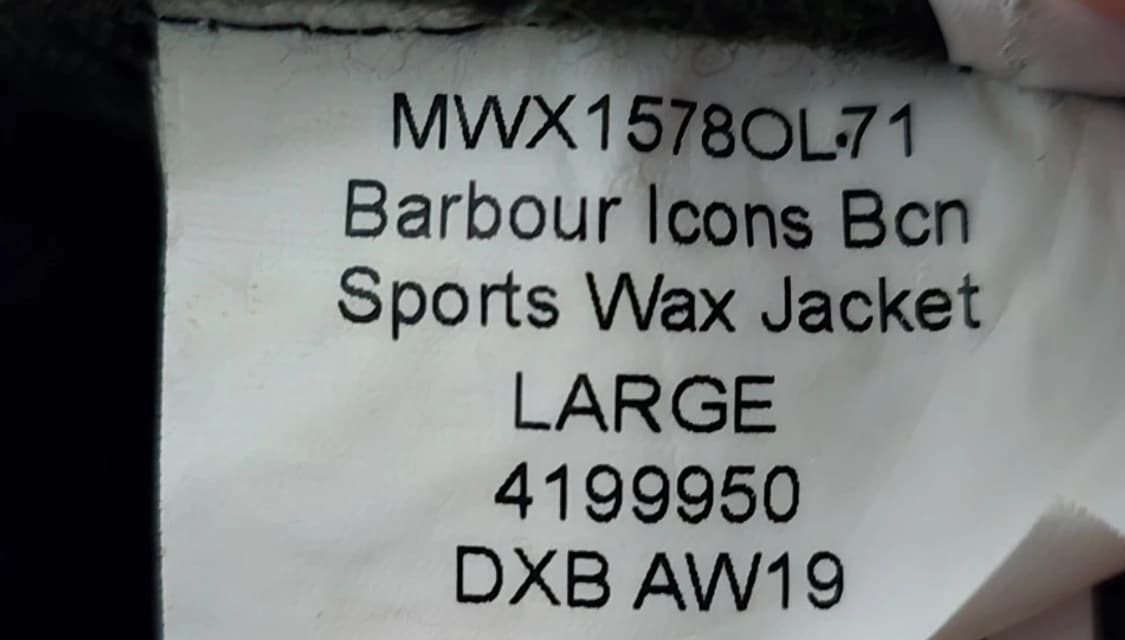 MWX1578OL71
Barbour Icons Bcn
Sports Wax Jacket
LARGE
4199950
DXB AW19